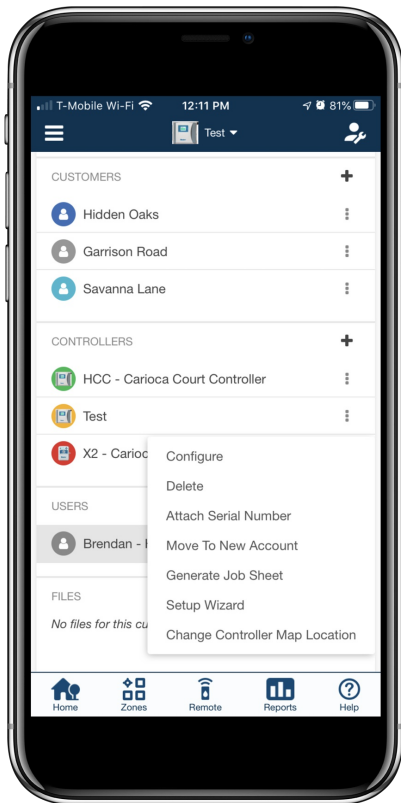 T-Mobile Wi-Fi 12:11 PM 81%
Test
CUSTOMERS
Hidden Oaks
Garrison Road
Savanna Lane
CONTROLLERS
HCC - Carioca Court Controller
Test
X2 - Carioc
Configure
Delete
Attach Serial Number
USERS
Move To New Account
Brendan -
Generate Job Sheet
FILES
Setup Wizard
No files for this cu
Change Controller Map Location
Home Zones Remote Reports Help